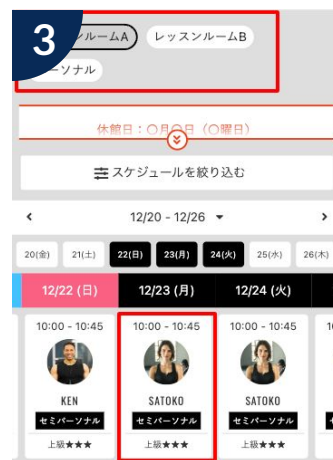 3
ンルームA レッスンルームB
ソナル
休館日：〇月〇日（〇曜日）
スケジュールを絞り込む
12/20 - 12/26
20(金) 21(土) 22(日) 23(月) 24(火) 25(水) 26(木)
12/22 (日) 12/23 (月) 12/24 (火)
10:00 - 10:45 10:00 - 10:45 10:00 - 10:45
KEN SATOKO SATOKO
セミパーソナル セミパーソナル セミパーソナル
上級★★★ 上級★★★ 上級★★★